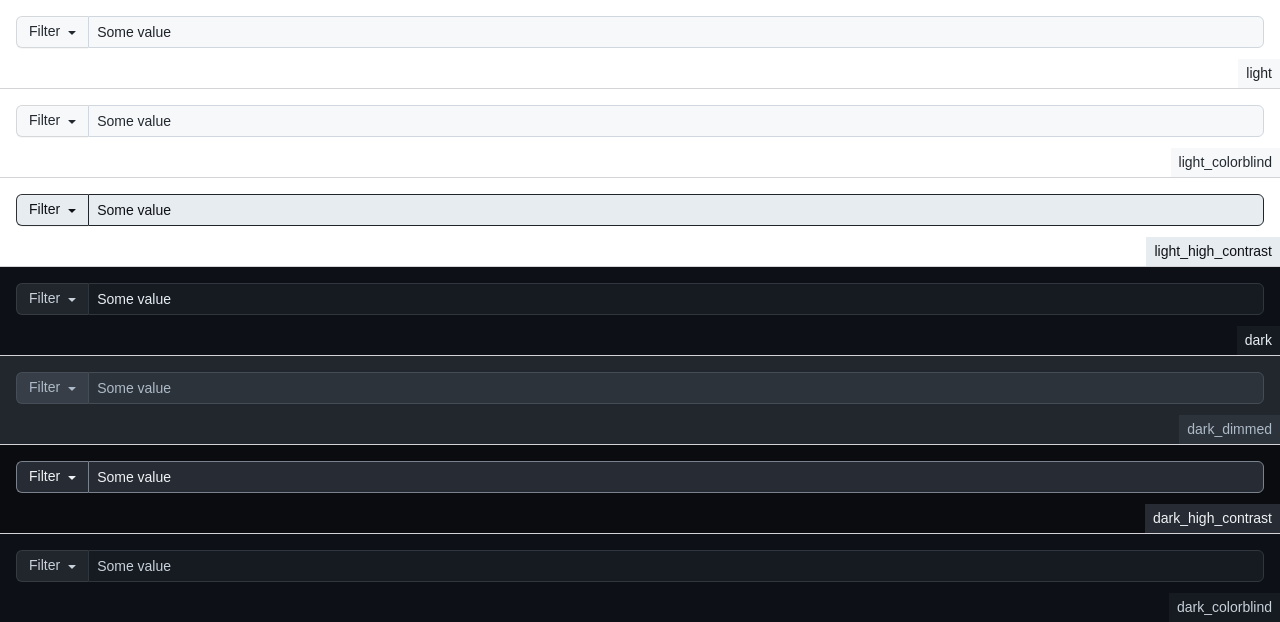 Filter Some value
light
Filter Some value
light_colorblind
Filter Some value
light_high_contrast
Filter Some value
dark
Filter Some value
dark_dimmed
Filter Some value
dark_high_contrast
Filter Some value
dark_colorblind